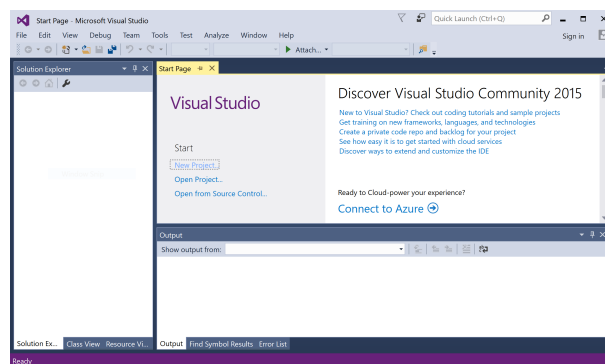 Start Page - Microsoft Visual Studio
Quick Launch (Ctrl+Q)
File Edit View Debug Team Tools Test Analyze Window Help
Sign in
Attach...
Solution Explorer
Start Page
Visual Studio
Start
New Project...
Open Project...
Open from Source Control...
Discover Visual Studio Community 2015
New to Visual Studio? Check out coding tutorials and sample projects
Get training on new frameworks, languages, and technologies
Create a private code repo and backlog for your project
See how easy it is to get started with cloud services
Discover ways to extend and customize the IDE
Ready to Cloud-power your experience?
Connect to Azure
Output
Show output from:
Solution Ex... Class View Resource Vi...
Output Find Symbol Results Error List
Ready